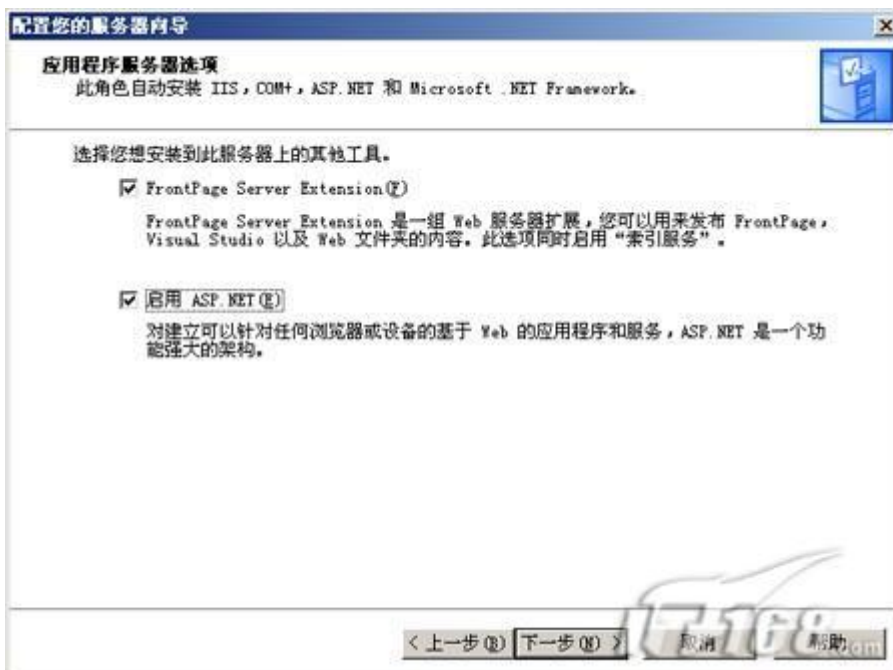 配置您的服务器向导
应用程序服务器选项
此角色自动安装 IIS，COM+，ASP.NET 和 Microsoft .NET Framework。
选择您想安装到此服务器上的其他工具。
FrontPage Server Extension(F)
FrontPage Server Extension 是一组 Web 服务器扩展，您可以用来发布 FrontPage，
Visual Studio 以及 Web 文件夹的内容。此选项同时启用“索引服务”。
启用 ASP.NET(E)
对建立可以针对任何浏览器或设备的基于 Web 的应用程序和服务，ASP.NET 是一个功
能强大的架构。
< 上一步(B) 下一步(N) > 取消 帮助
IT168.com